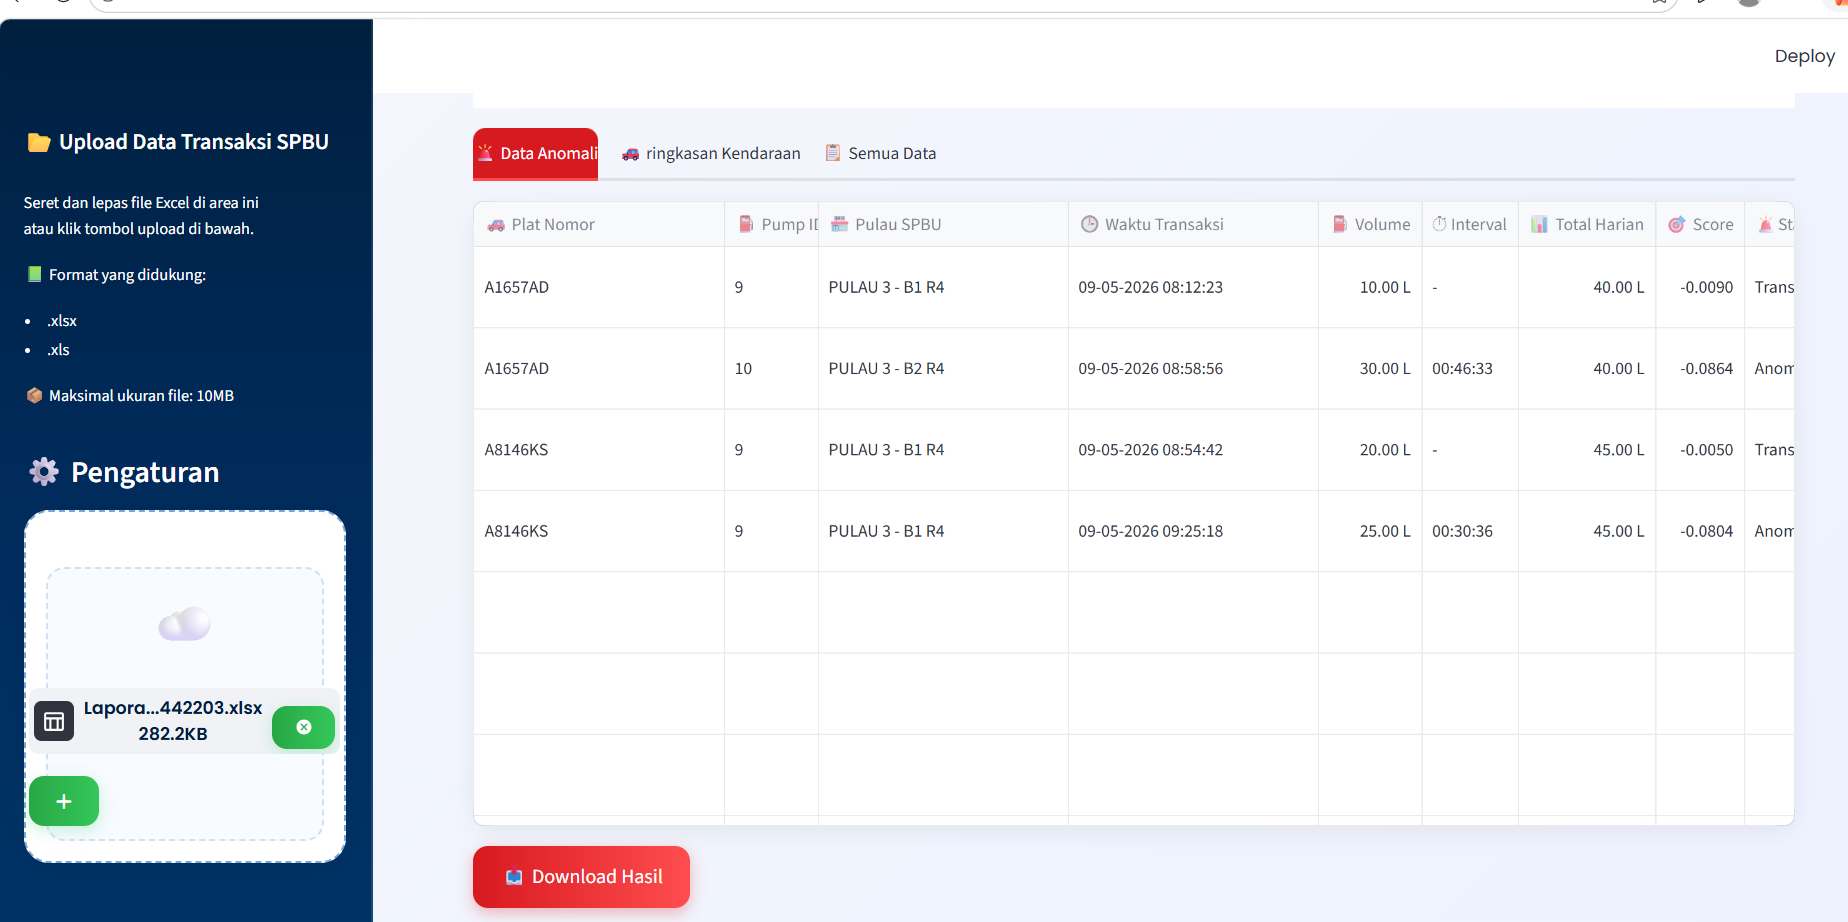 Deploy
Upload Data Transaksi SPBU
Seret dan lepas file Excel di area ini
atau klik tombol upload di bawah.
Format yang didukung:
.xlsx
.xls
Maksimal ukuran file: 10MB
Pengaturan
Lapora...442203.xlsx
282.2KB
+
Data Anomali ringkasan Kendaraan Semua Data
Plat Nomor Pump ID Pulau SPBU Waktu Transaksi Volume Interval Total Harian Score
A1657AD 9 PULAU 3 - B1 R4 09-05-2026 08:12:23 10.00 L - 40.00 L -0.0090 Trans
A1657AD 10 PULAU 3 - B2 R4 09-05-2026 08:58:56 30.00 L 00:46:33 40.00 L -0.0864 Anom
A8146KS 9 PULAU 3 - B1 R4 09-05-2026 08:54:42 20.00 L - 45.00 L -0.0050 Trans
A8146KS 9 PULAU 3 - B1 R4 09-05-2026 09:25:18 25.00 L 00:30:36 45.00 L -0.0804 Anom
Download Hasil